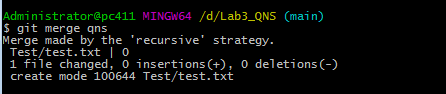 Administrator@pc411 MINGW64 /d/Lab3_QNS (main)
$ git merge qns
Merge made by the 'recursive' strategy.
 Test/test.txt | 0
 1 file changed, 0 insertions(+), 0 deletions(-)
 create mode 100644 Test/test.txt